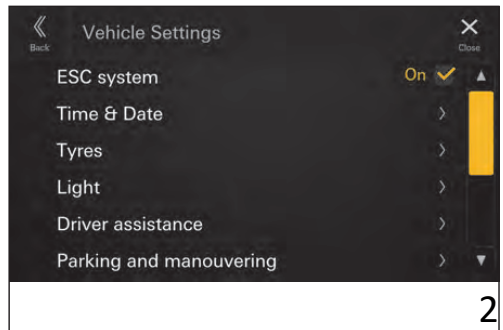 Vehicle Settings
Back
Close
ESC system On
Time & Date
Tyres
Light
Driver assistance
Parking and manouvering
2